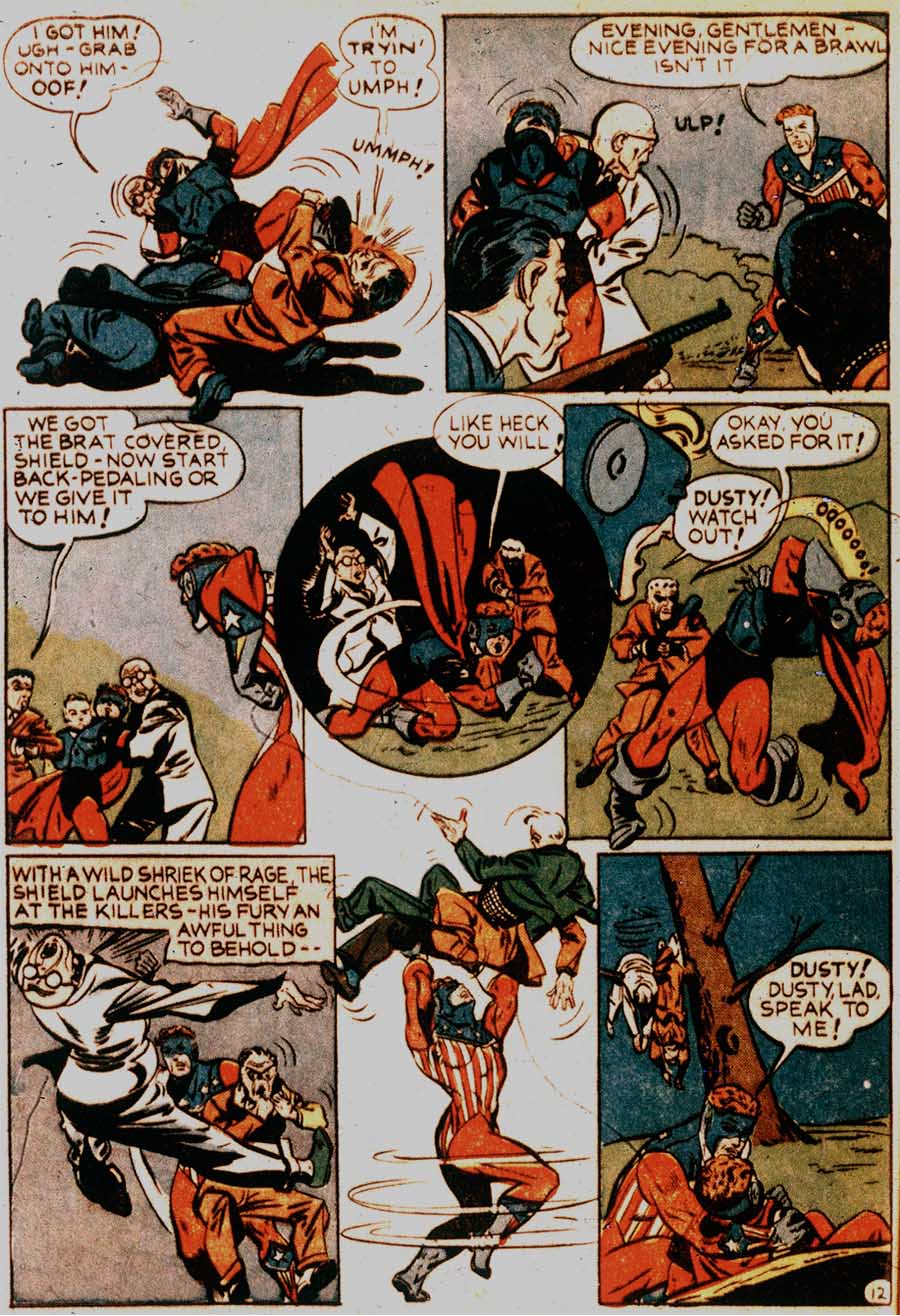 I GOT HIM!
UGH - GRAB
ONTO HIM -
OOF!
I'M
TRYIN'
TO
UMPH!
UMMPH!
EVENING, GENTLEMEN -
NICE EVENING FOR A BRAWL
ISN'T IT
ULP!
WE GOT
THE BRAT COVERED,
SHIELD - NOW START
BACK-PEDALING OR
WE GIVE IT
TO HIM!
LIKE HECK
YOU WILL!
OKAY, YOU
ASKED FOR IT!
DUSTY!
WATCH
OUT!
WITH A WILD SHRIEK OF RAGE, THE
SHIELD LAUNCHES HIMSELF
AT THE KILLERS - HIS FURY AN
AWFUL THING
TO BEHOLD --
DUSTY!
DUSTY, LAD,
SPEAK TO
ME!
12